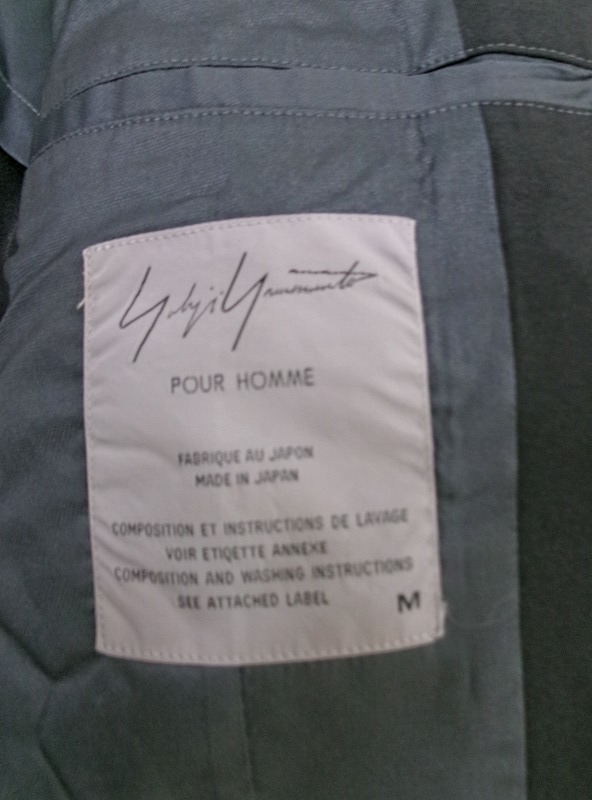 Yohji Yamamoto
POUR HOMME
FABRIQUE AU JAPON
MADE IN JAPAN
COMPOSITION ET INSTRUCTIONS DE LAVAGE
VOIR ETIQETTE ANNEXE
COMPOSITION AND WASHING INSTRUCTIONS
SEE ATTACHED LABEL M